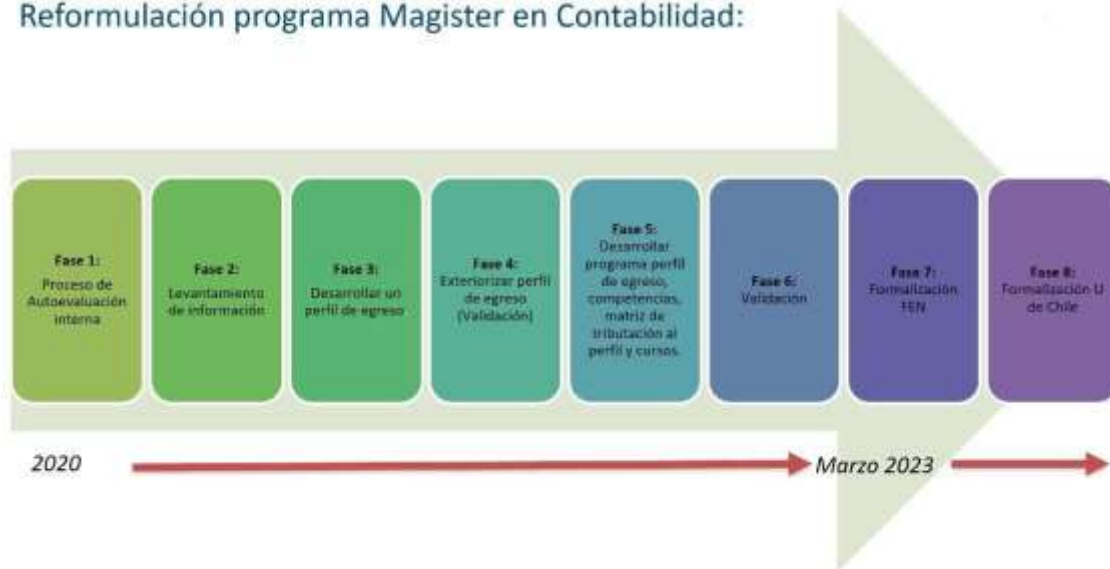 Reformulación programa Magister en Contabilidad:
Fase 1:
Proceso de
Autoevaluación
interna
Fase 2:
Levantamiento
de información
Fase 3:
Desarrollar un
perfil de egreso
Fase 4:
Exteriorizar perfil
de egreso
(Validación)
Fase 5:
Desarrollar
programa perfil
de egreso,
competencias,
matriz de
tributación al
perfil y cursos.
Fase 6:
Validación
Fase 7:
Formalización
FEN
Fase 8:
Formalización U
de Chile
2020
Marzo 2023